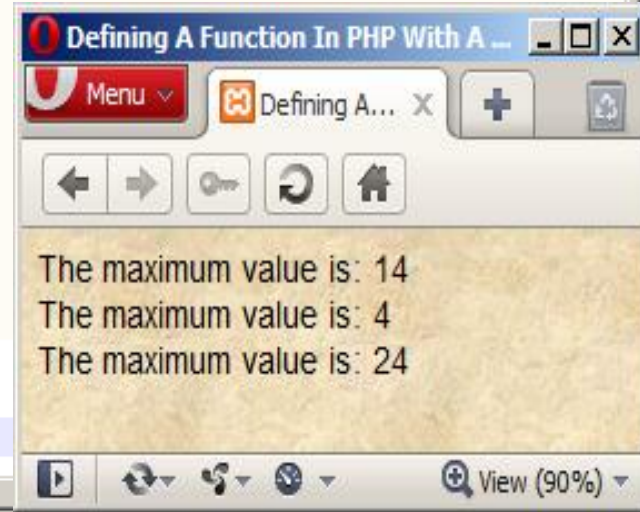 Defining A Function In PHP With A ...
Menu
Defining A... X
The maximum value is: 14
The maximum value is: 4
The maximum value is: 24
View (90%)